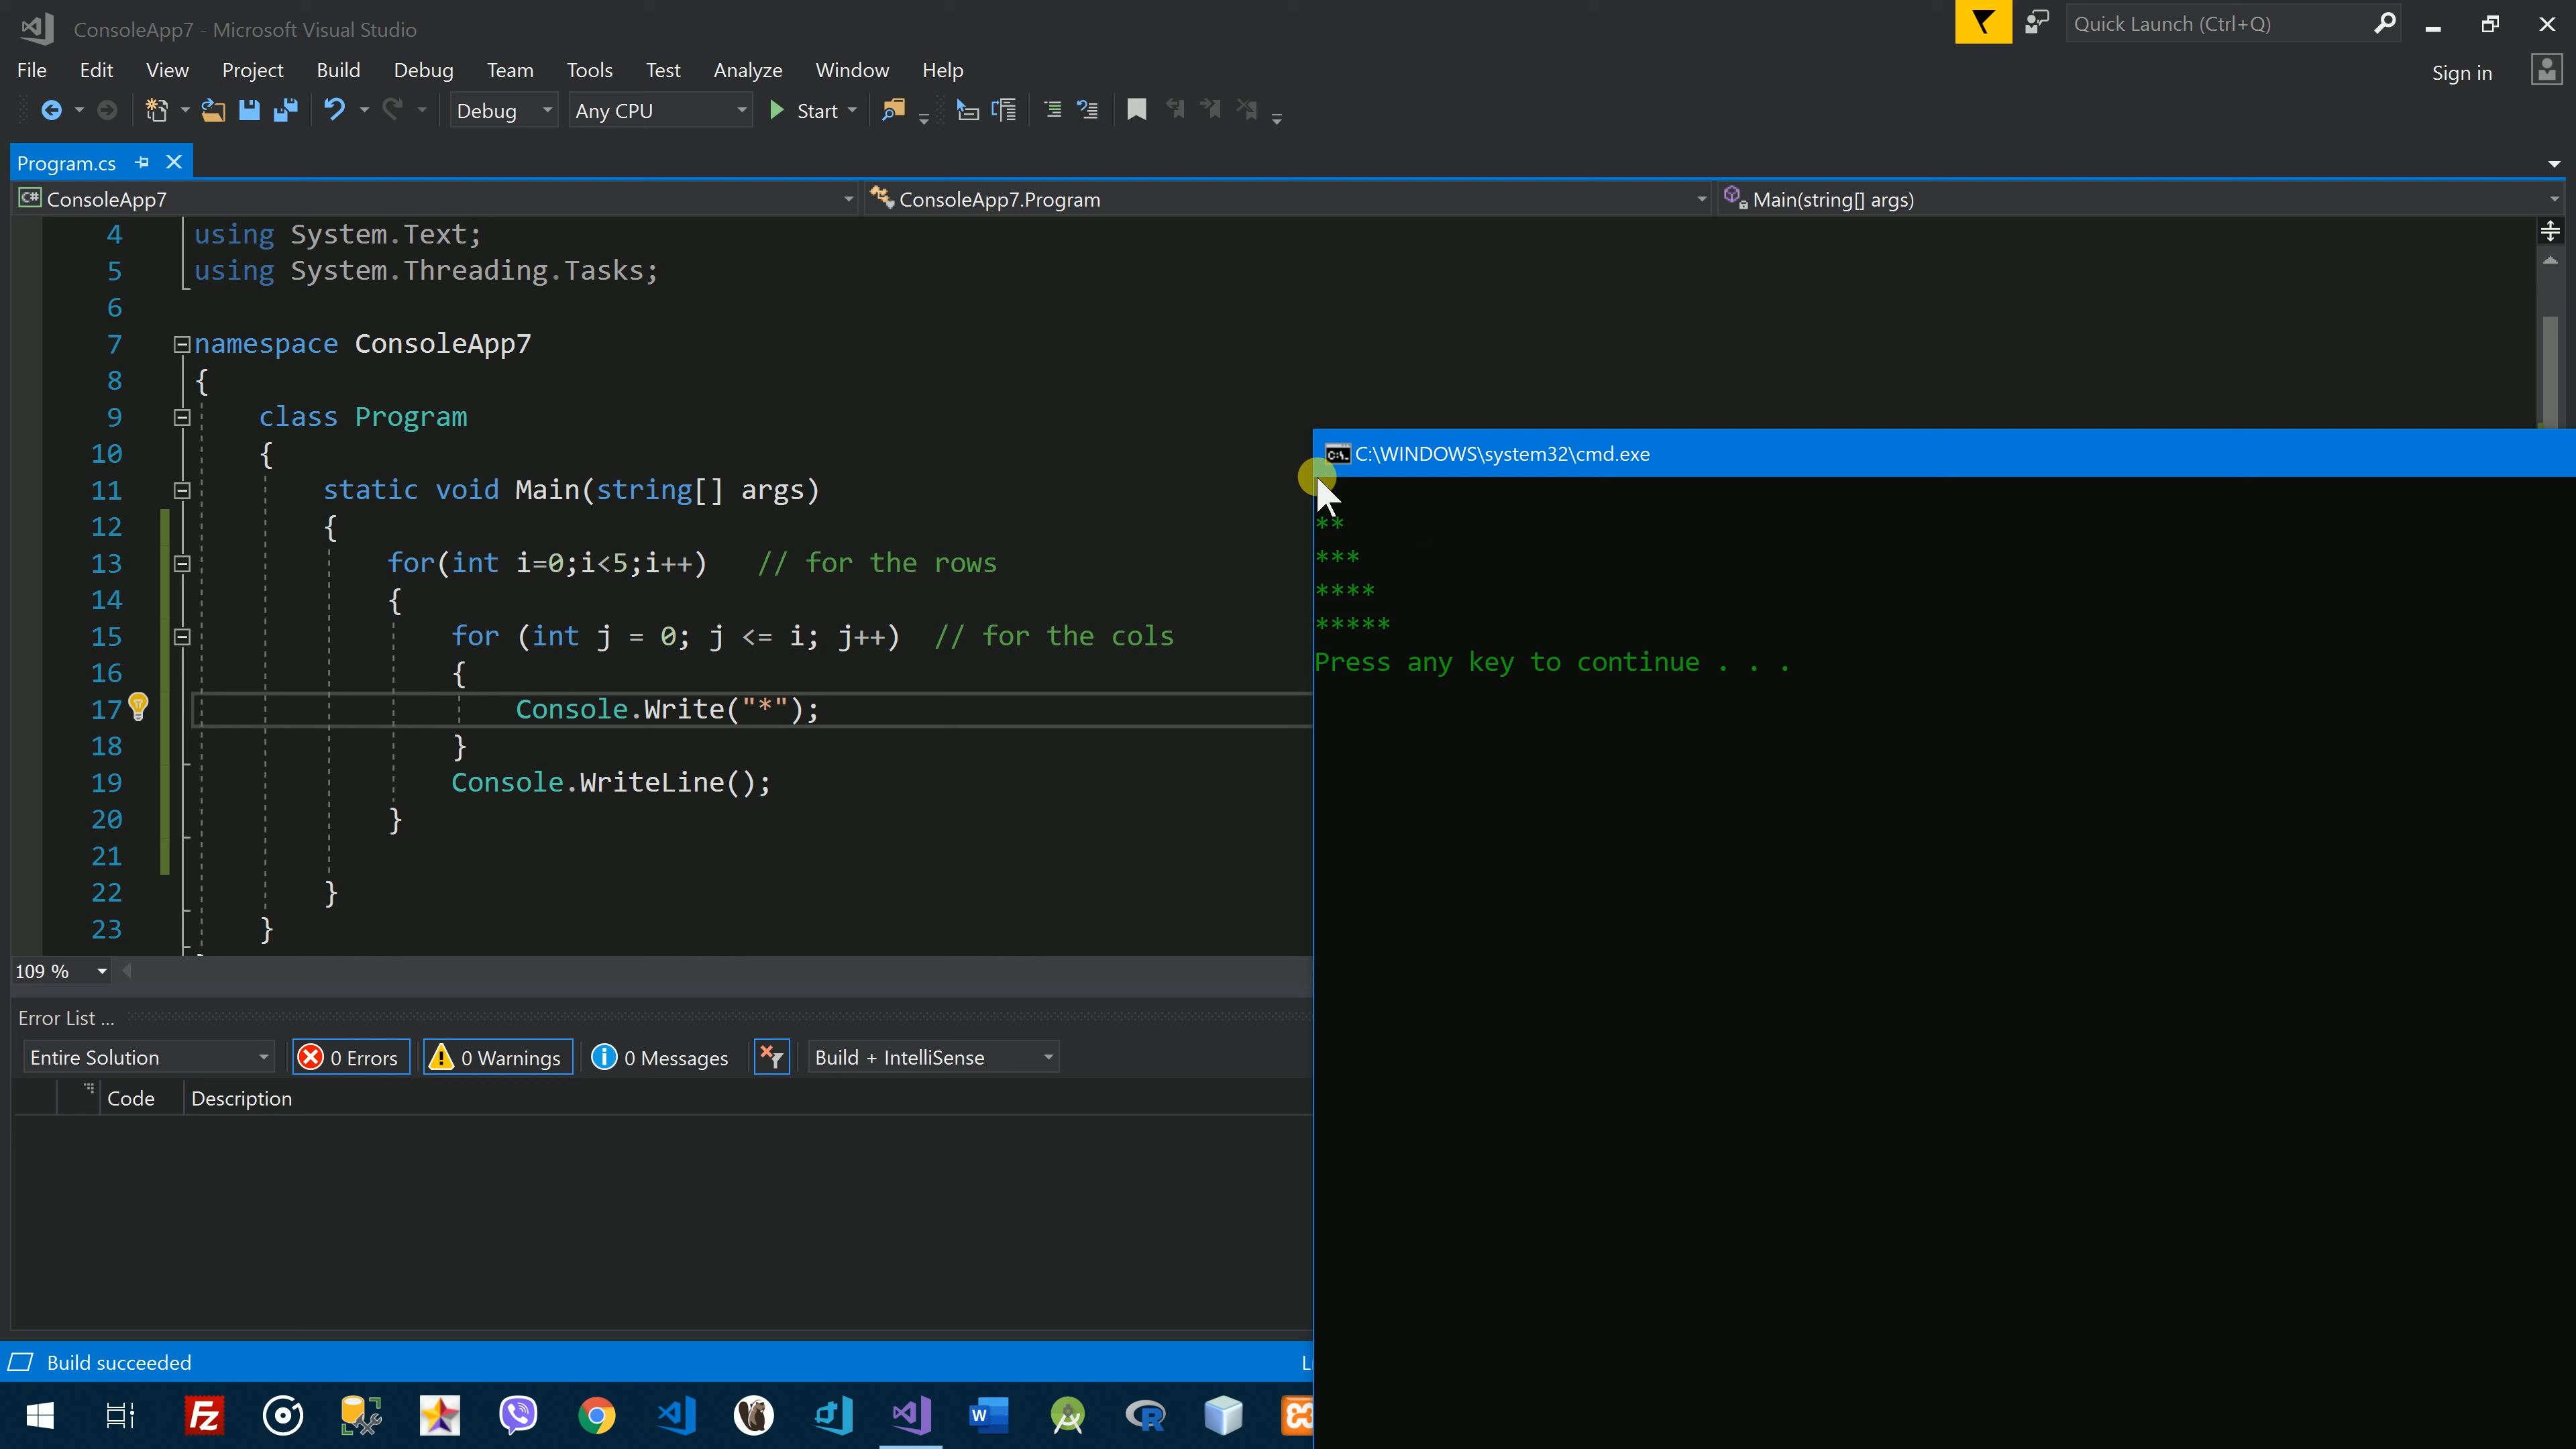 ConsoleApp7 - Microsoft Visual Studio
Quick Launch (Ctrl+Q)
File Edit View Project Build Debug Team Tools Test Analyze Window Help
Sign in
Debug Any CPU Start
Program.cs
C# ConsoleApp7
ConsoleApp7.Program
Main(string[] args)
4 using System.Text;
5 using System.Threading.Tasks;
6
7 namespace ConsoleApp7
8 {
9 class Program
10 {
11 static void Main(string[] args)
12 {
13 for(int i=0;i<5;i++) // for the rows
14 {
15 for (int j = 0; j <= i; j++) // for the cols
16 {
17 Console.Write("*");
18 }
19 Console.WriteLine();
20 }
21
22 }
23 }
C:\WINDOWS\system32\cmd.exe
**
***
****
*****
Press any key to continue . . .
109 %
Error List ...
Entire Solution 0 Errors 0 Warnings 0 Messages Build + IntelliSense
Code Description
Build succeeded